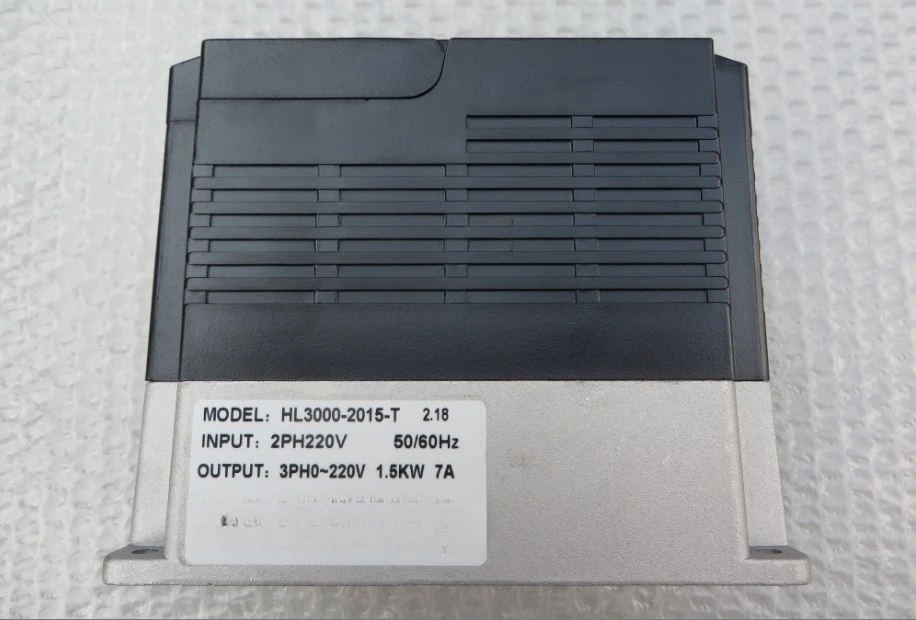 MODEL: HL3000-2015-T 2.18
INPUT: 2PH220V 50/60Hz
OUTPUT: 3PH0~220V 1.5KW 7A